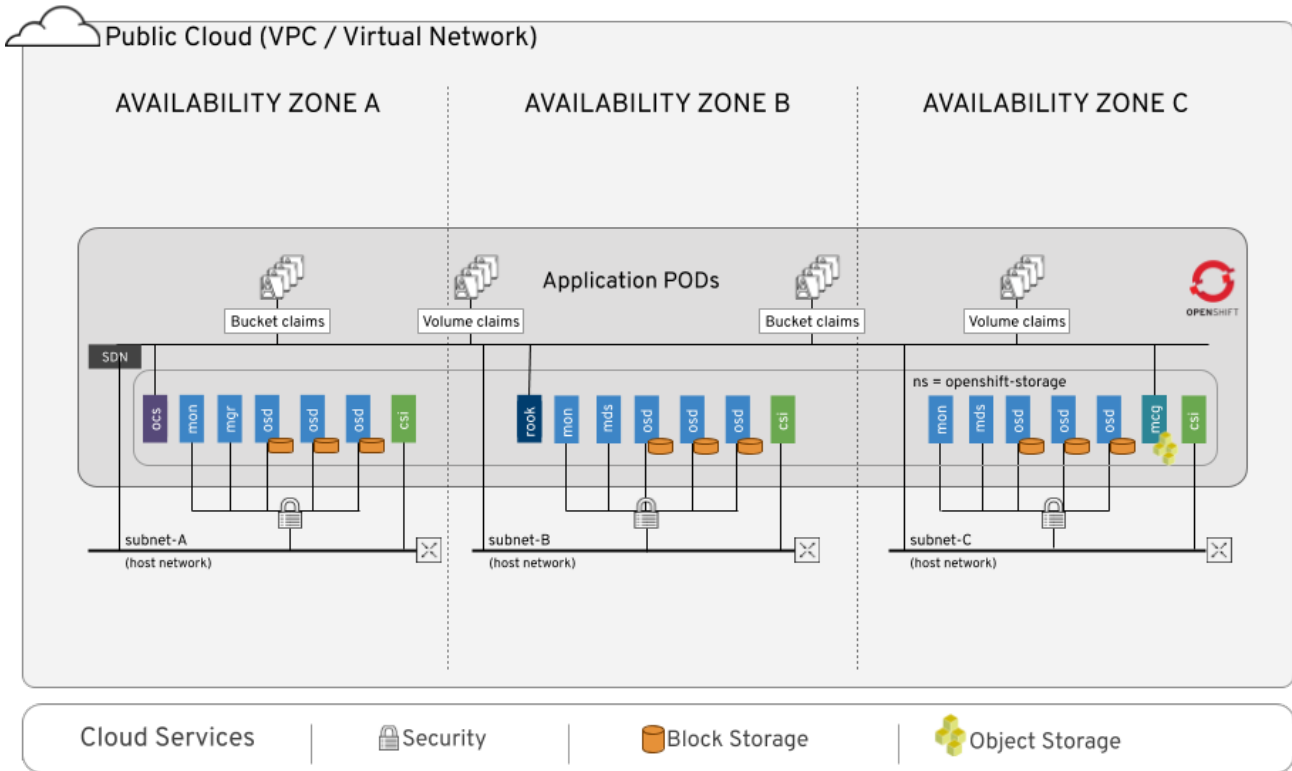 Public Cloud (VPC / Virtual Network)
AVAILABILITY ZONE A
AVAILABILITY ZONE B
AVAILABILITY ZONE C
Application PODs
OPENSHIFT
Bucket claims
Volume claims
Bucket claims
Volume claims
SDN
ns = openshift-storage
ocs
mon
mgr
osd
osd
osd
csi
rook
mon
mds
osd
osd
osd
csi
mon
mds
osd
osd
osd
mcg
csi
subnet-A
(host network)
subnet-B
(host network)
subnet-C
(host network)
Cloud Services
Security
Block Storage
Object Storage